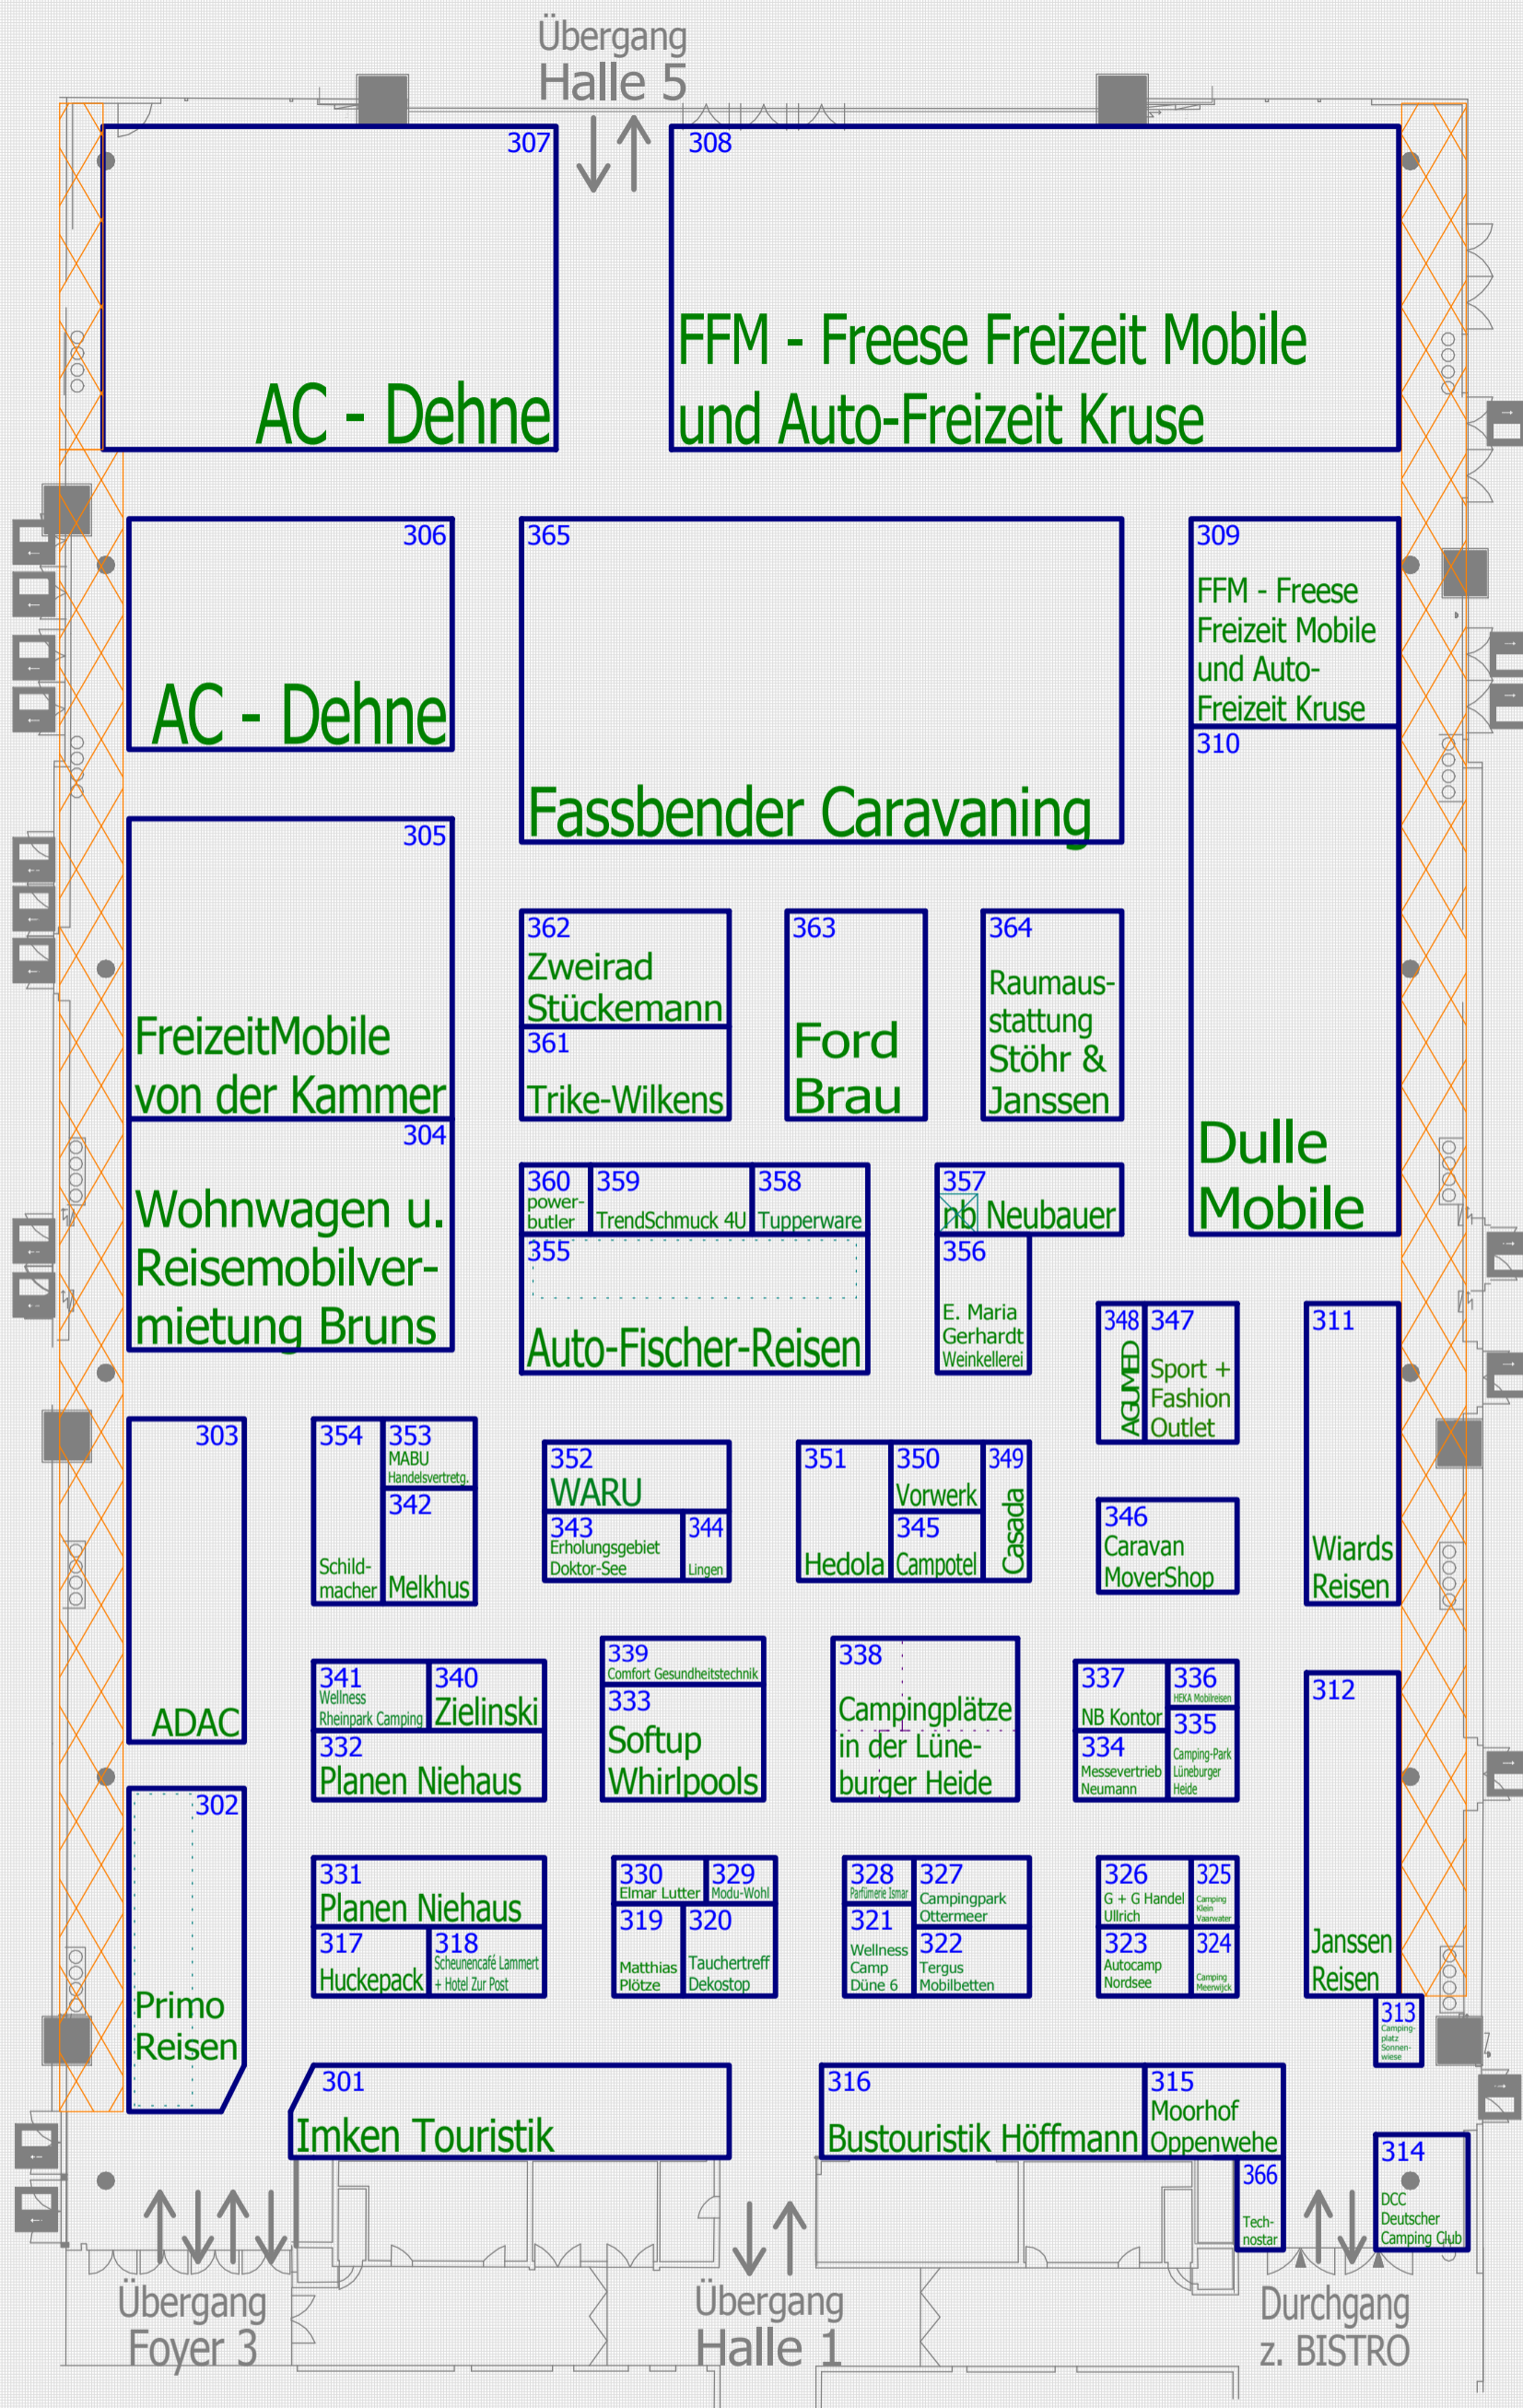 Übergang
Halle 5
307
AC - Dehne
308
FFM - Freese Freizeit Mobile
und Auto-Freizeit Kruse
306
AC - Dehne
365
Fassbender Caravaning
309
FFM - Freese
Freizeit Mobile
und Auto-
Freizeit Kruse
310
Dulle
Mobile
305
FreizeitMobile
von der Kammer
304
Wohnwagen u.
Reisemobilver-
mietung Bruns
362
Zweirad
Stückemann
361
Trike-Wilkens
363
Ford
Brau
364
Raumaus-
stattung
Stöhr &
Janssen
360
power-
butler
359
TrendSchmuck 4U
358
Tupperware
355
Auto-Fischer-Reisen
357
nb Neubauer
356
E. Maria
Gerhardt
Weinkellerei
348
AGUMED
347
Sport +
Fashion
Outlet
311
Wiards
Reisen
303
ADAC
354
Schild-
macher
353
MABU
Handelsvertretg.
342
Melkhus
352
WARU
343
Erholungsgebiet
Doktor-See
344
Lingen
351
Hedola
350
Vorwerk
345
Campotel
349
Casada
346
Caravan
MoverShop
341
Wellness
Rheinpark Camping
340
Zielinski
332
Planen Niehaus
339
Comfort Gesundheitstechnik
333
Softup
Whirlpools
338
Campingplätze
in der Lüne-
burger Heide
337
NB Kontor
336
HEKA Mobilreisen
334
Messevertrieb
Neumann
335
Camping-Park
Lüneburger
Heide
312
Janssen
Reisen
302
Primo
Reisen
331
Planen Niehaus
317
Huckepack
318
Scheunencafé Lammert
+ Hotel Zur Post
330
Elmar Lutter
329
Modu-Wohl
319
Matthias
Plötze
320
Tauchertreff
Dekostop
328
Parfümerie Ismar
327
Campingpark
Ottermeer
321
Wellness
Camp
Düne 6
322
Tergus
Mobilbetten
326
G + G Handel
Ullrich
325
Camping
Klein
Vaarwater
323
Autocamp
Nordsee
324
Camping
Meerwijck
313
Camping-
platz
Sonnen-
wiese
301
Imken Touristik
316
Bustouristik Höffmann
315
Moorhof
Oppenwehe
366
Tech-
nostar
314
DCC
Deutscher
Camping Club
Übergang
Foyer 3
Übergang
Halle 1
Durchgang
z. BISTRO